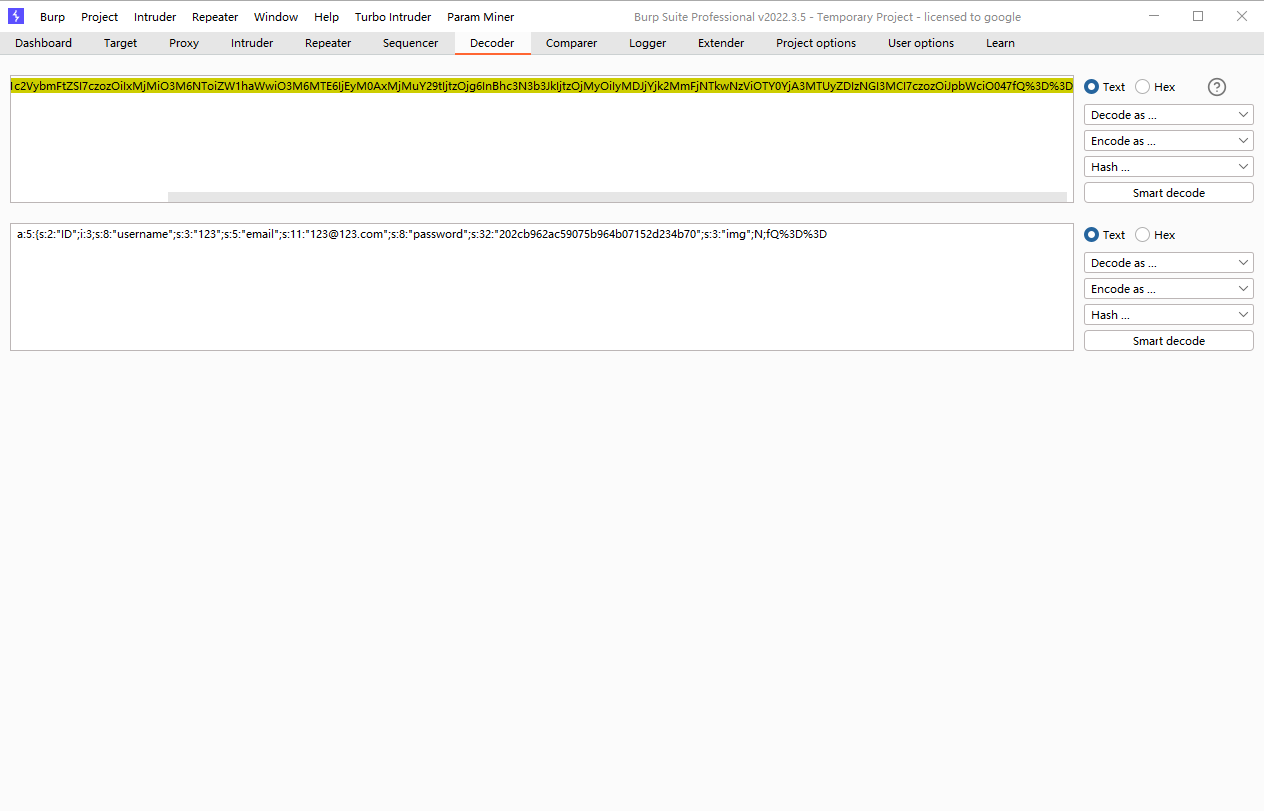 Burp Project Intruder Repeater Window Help Turbo Intruder Param Miner Burp Suite Professional v2022.3.5 - Temporary Project - licensed to google
Dashboard Target Proxy Intruder Repeater Sequencer Decoder Comparer Logger Extender Project options User options Learn
lc2VybmFtZSI7czozOiIxMjMiO3M6NToiZW1haWwiO3M6MTE6IjEyM0AxMjMuY29tIjtzOjg6InBhc3N3b3JkIjtzOjMyOiIyMDJjYjk2MmFjNTkwNzViOTY0YjA3MTUyZDIzNGI3MCI7czozOiJpbWciO047fQ%3D%3D
Text Hex
Decode as ...
Encode as ...
Hash ...
Smart decode
a:5:{s:2:"ID";i:3;s:8:"username";s:3:"123";s:5:"email";s:11:"123@123.com";s:8:"password";s:32:"202cb962ac59075b964b07152d234b70";s:3:"img";N;fQ%3D%3D
Text Hex
Decode as ...
Encode as ...
Hash ...
Smart decode